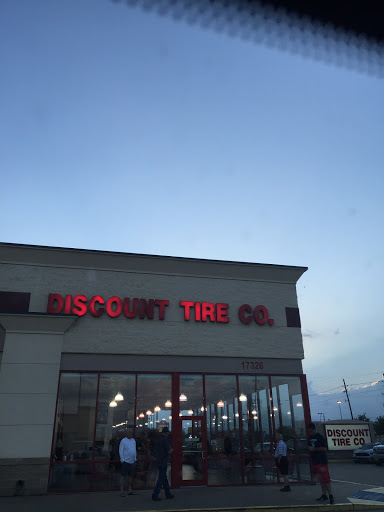 DISCOUNT TIRE CO.
17326
DISCOUNT
TIRE CO